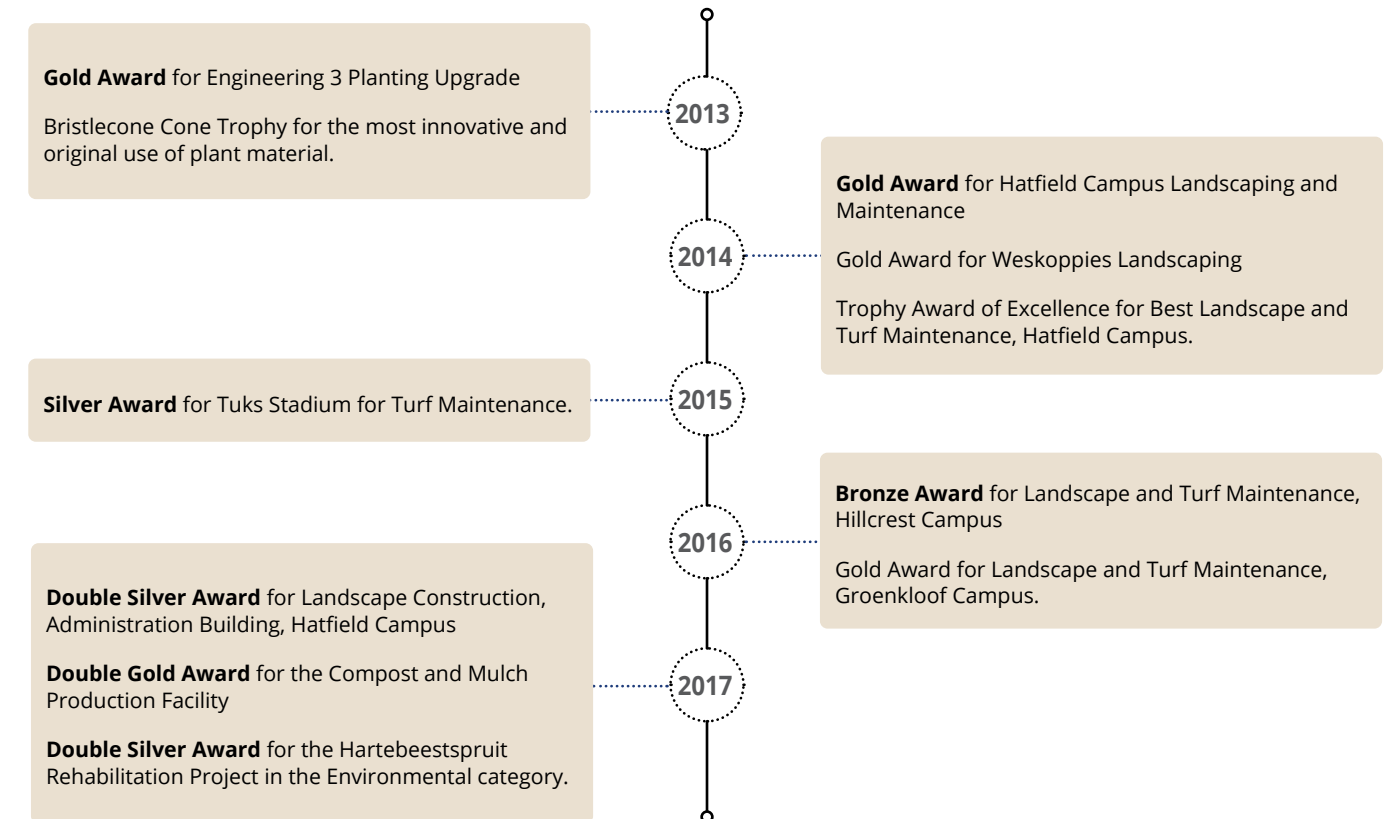 Gold Award for Engineering 3 Planting Upgrade
Bristlecone Cone Trophy for the most innovative and
original use of plant material.
2013
Gold Award for Hatfield Campus Landscaping and
Maintenance
Gold Award for Weskoppies Landscaping
Trophy Award of Excellence for Best Landscape and
Turf Maintenance, Hatfield Campus.
2014
Silver Award for Tuks Stadium for Turf Maintenance.
2015
Bronze Award for Landscape and Turf Maintenance,
Hillcrest Campus
Gold Award for Landscape and Turf Maintenance,
Groenkloof Campus.
2016
Double Silver Award for Landscape Construction,
Administration Building, Hatfield Campus
Double Gold Award for the Compost and Mulch
Production Facility
Double Silver Award for the Hartebeestspruit
Rehabilitation Project in the Environmental category.
2017